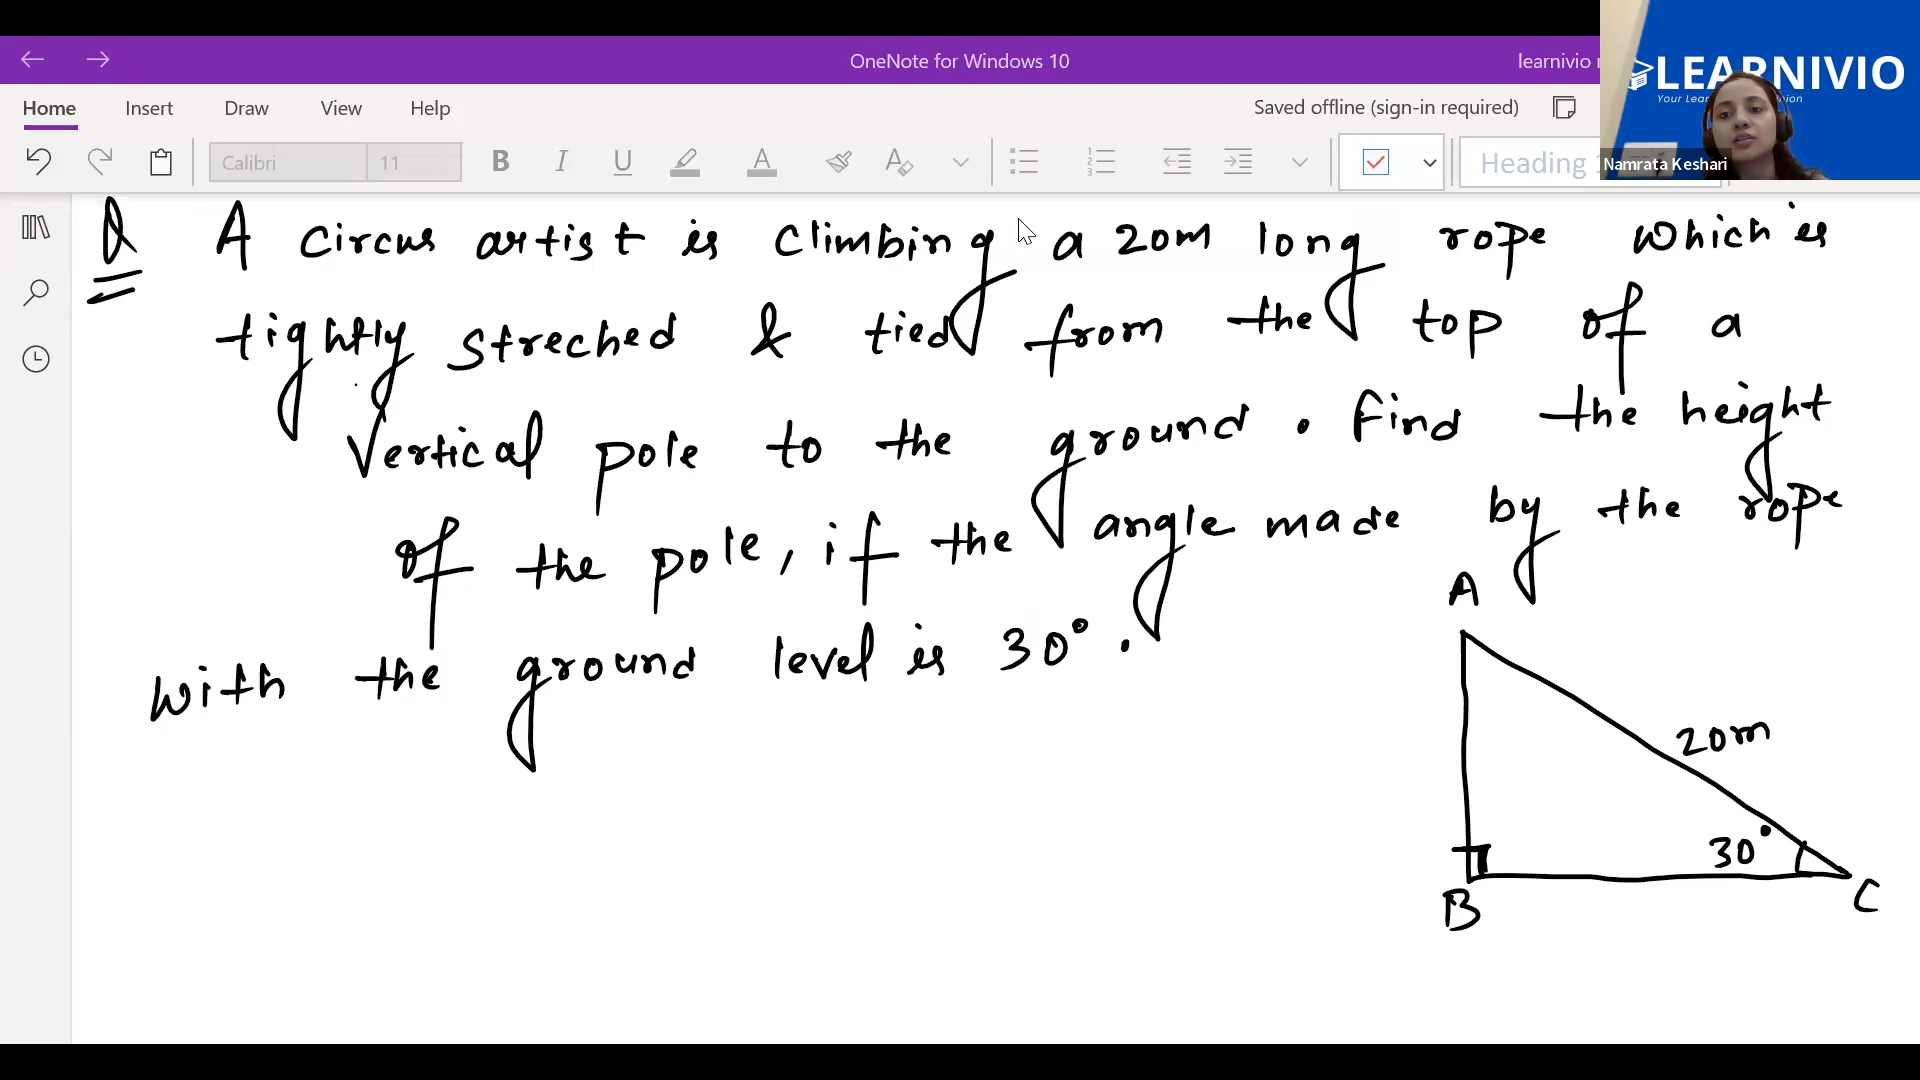 OneNote for Windows 10
learnivio
LEARNIVIO
Home Insert Draw View Help
Saved offline (sign-in required)
Calibri 11 B I U A A Heading
Namrata Keshari
Q A circus artist is climbing a 20m long rope which is
tightly streched & tied from the top of a
Vertical pole to the ground. Find the height
of the pole, if the angle made by the rope
with the ground level is 30°.
A
20m
30°
B
C